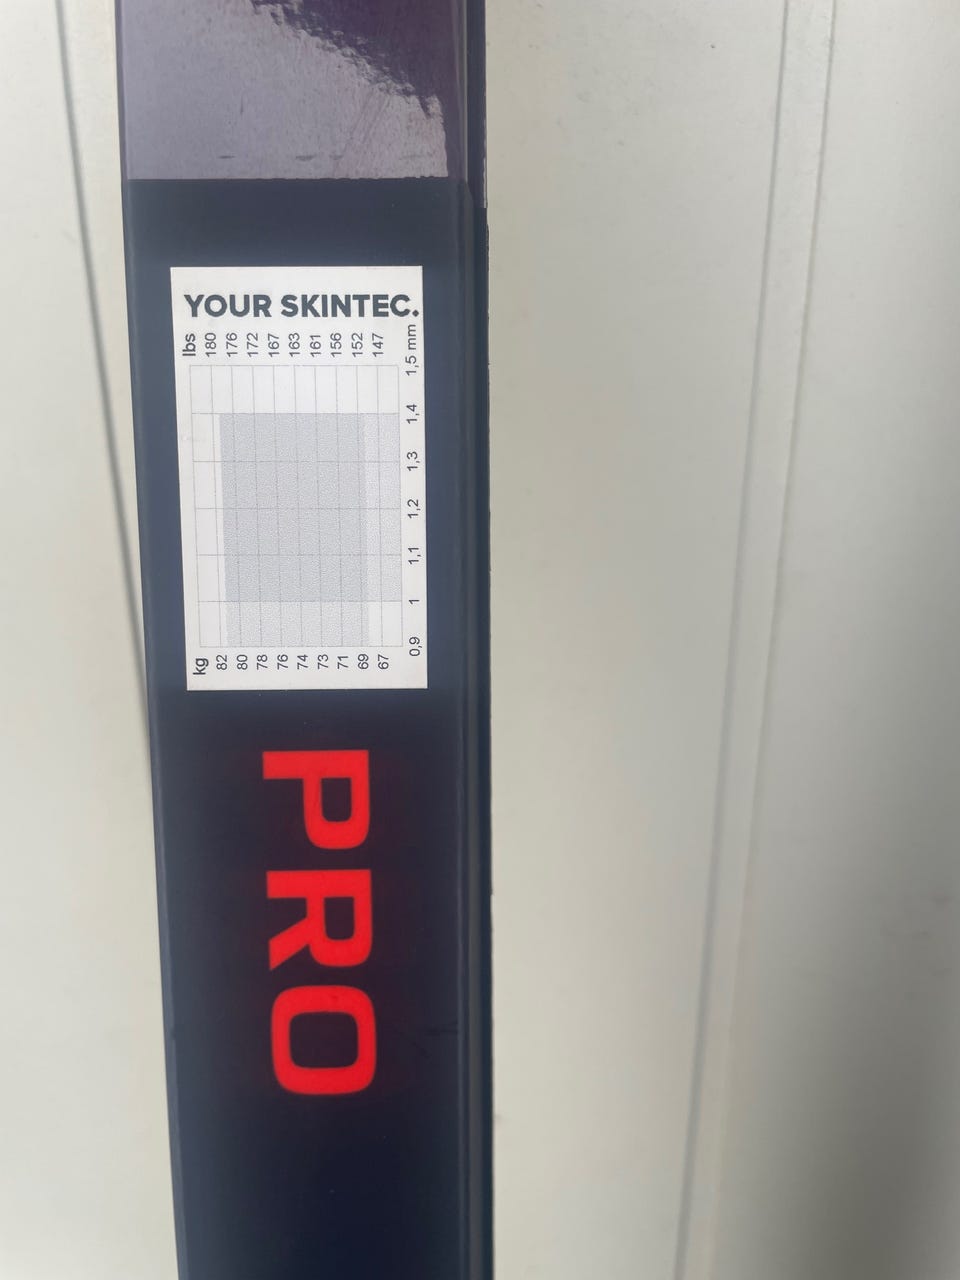 YOUR SKINTEC.
lbs 180 176 172 167 163 161 156 152 147
1,5 mm
1,4
1,3
1,2
1,1
1
0,9
kg 82 80 78 76 74 73 71 69 67
PRO